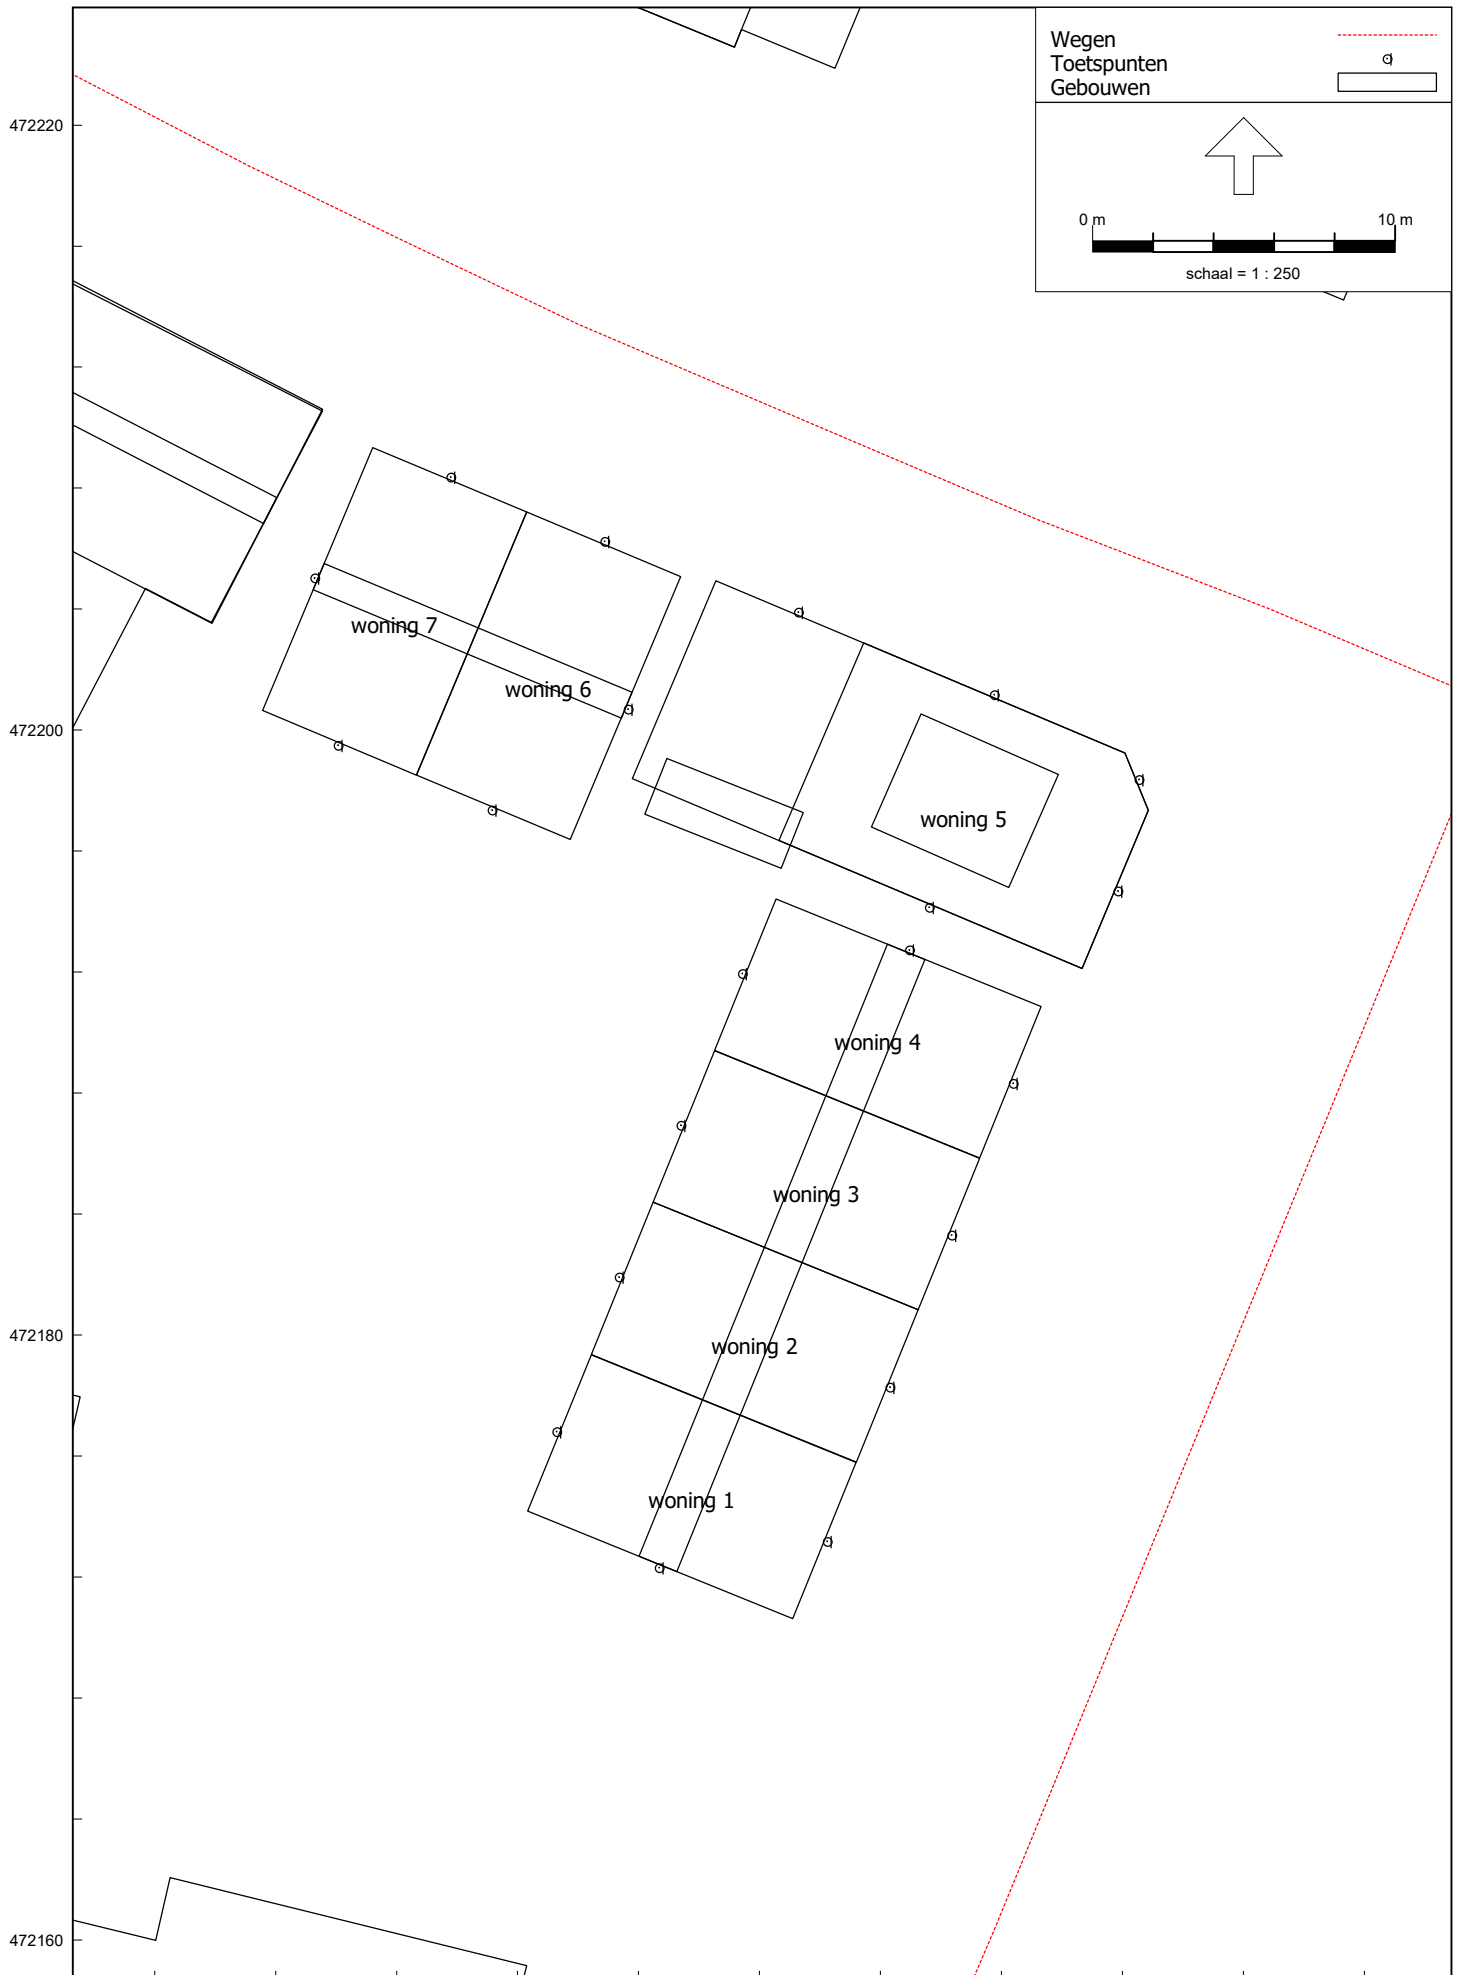 Wegen
Toetspunten
Gebouwen
472220
0 m 10 m
schaal = 1 : 250
woning 7
woning 6
472200
woning 5
woning 4
woning 3
472180
woning 2
woning 1
472160